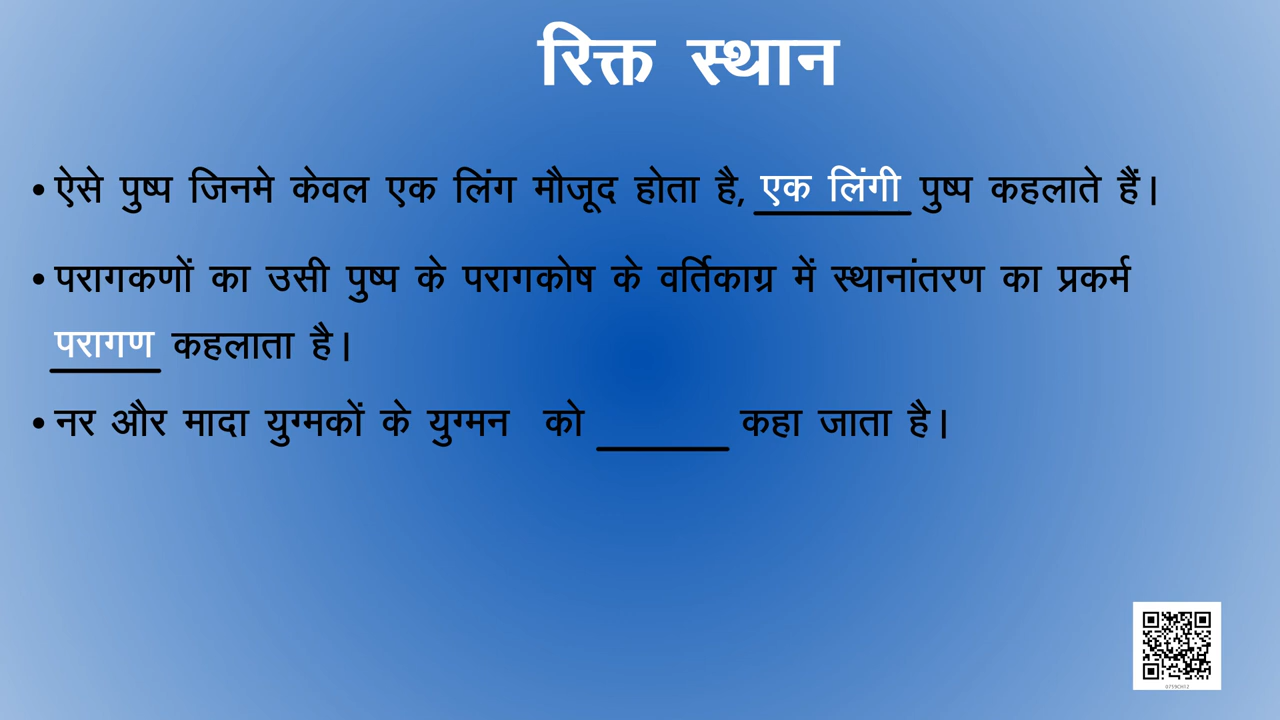 रिक्त स्थान
• ऐसे पुष्प जिनमे केवल एक लिंग मौजूद होता है, एक लिंगी पुष्प कहलाते हैं|
• परागकणों का उसी पुष्प के परागकोष के वर्तिकाग्र में स्थानांतरण का प्रकर्म
परागण कहलाता है|
• नर और मादा युग्मकों के युग्मन को ______ कहा जाता है|
0759CH12